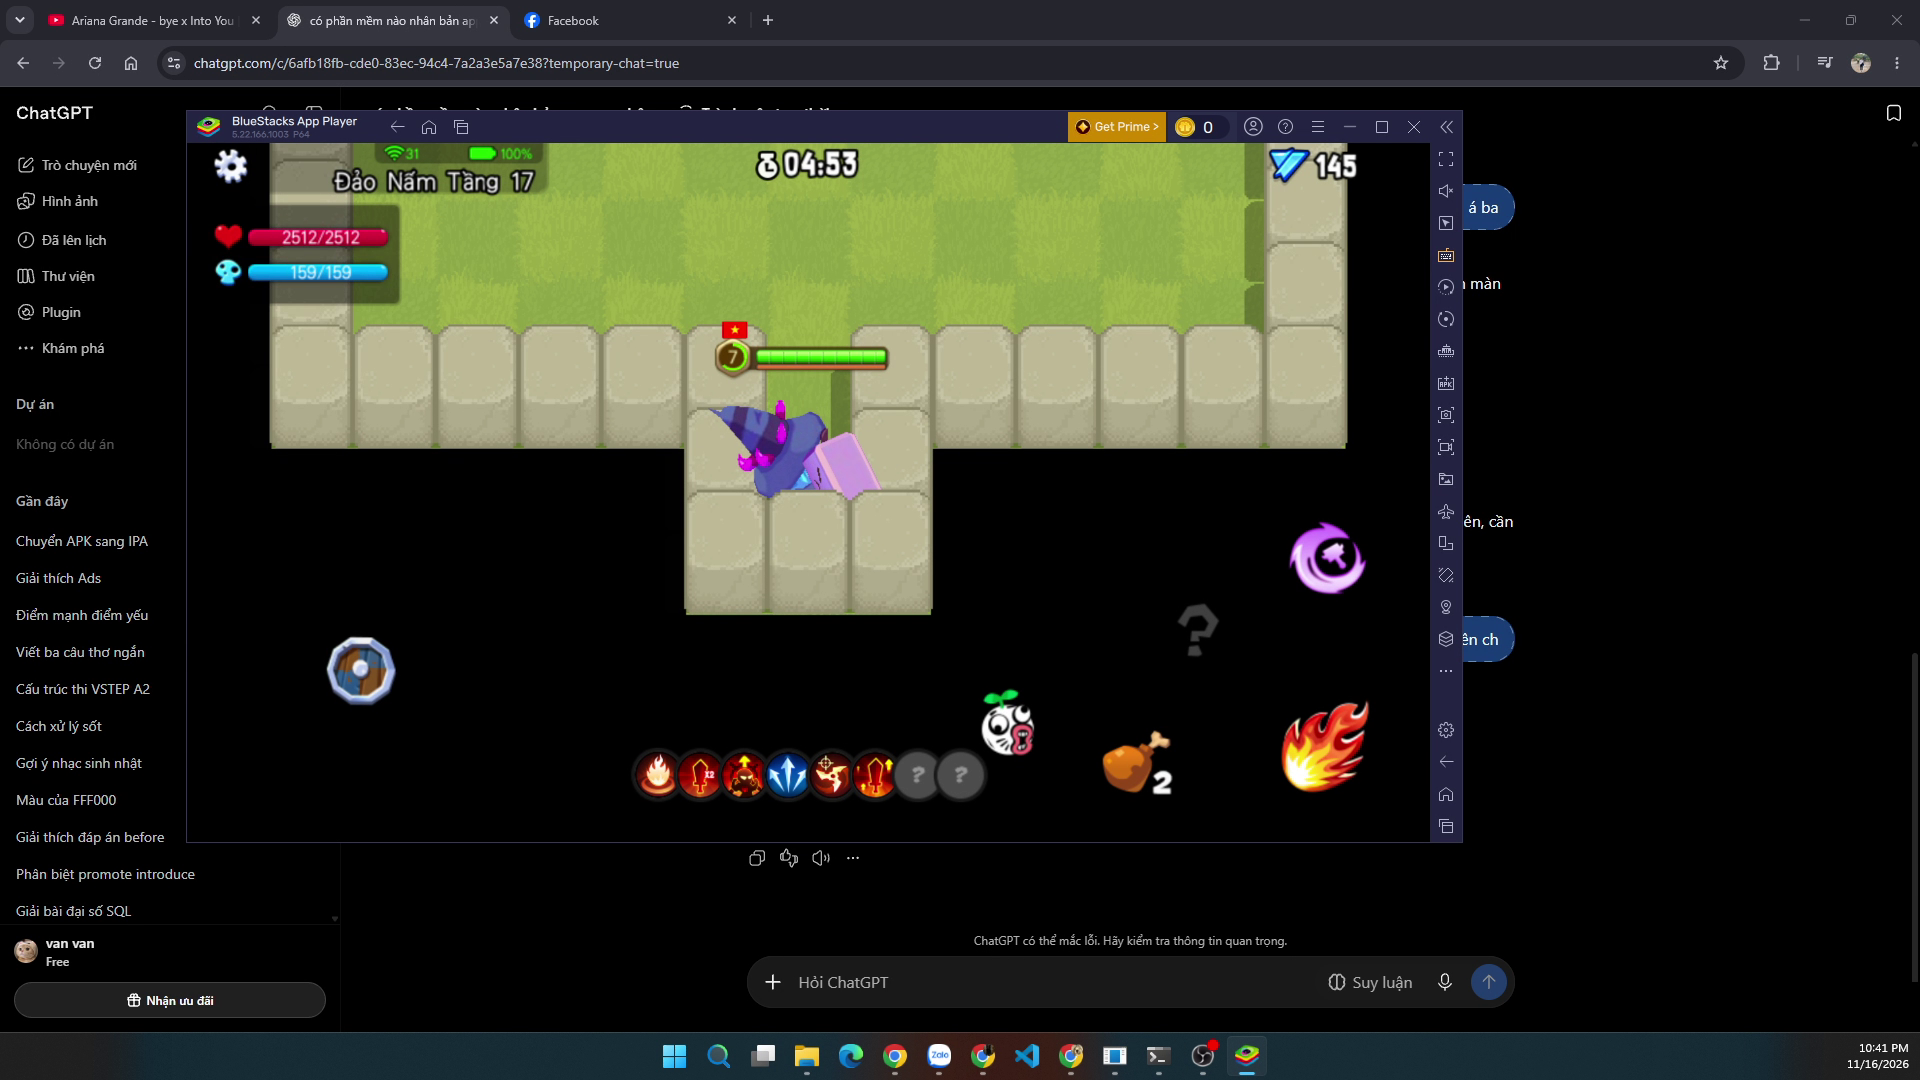 Ariana Grande - bye x Into You
có phần mềm nào nhân bản ap
Facebook
chatgpt.com/c/6afb18fb-cde0-83ec-94c4-7a2a3e5a7e38?temporary-chat=true
ChatGPT
Trò chuyện mới
Hình ảnh
Đã lên lịch
Thư viện
Plugin
Khám phá
Dự án
Không có dự án
Gần đây
Chuyển APK sang IPA
Giải thích Ads
Điểm mạnh điểm yếu
Viết ba câu thơ ngắn
Cấu trúc thi VSTEP A2
Cách xử lý sốt
Gợi ý nhạc sinh nhật
Màu của FFF000
Giải thích đáp án before
Phân biệt promote introduce
Giải bài đại số SQL
van van
Free
Nhận ưu đãi
BlueStacks App Player
5.22.166.1003 P64
Get Prime >
0
31
100%
Đảo Nấm Tầng 17
04:53
145
2512/2512
159/159
7
X2
?
?
?
2
á ba
màn
ên, cần
ên ch
ChatGPT có thể mắc lỗi. Hãy kiểm tra thông tin quan trọng.
Hỏi ChatGPT
Suy luận
Zalo
10:41 PM
11/16/2026